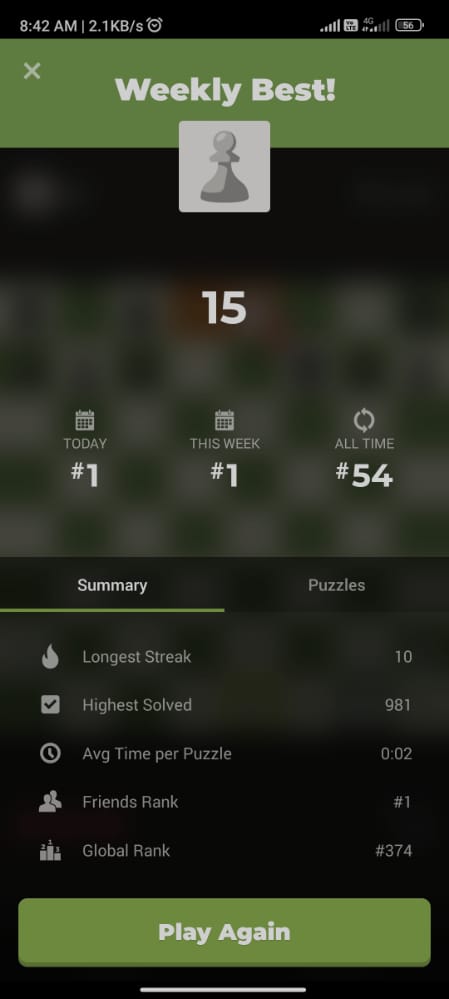 8:42 AM | 2.1KB/s
Vo LTE 4G 56
Weekly Best!
15
TODAY THIS WEEK ALL TIME
#1 #1 #54
Summary Puzzles
Longest Streak 10
Highest Solved 981
Avg Time per Puzzle 0:02
Friends Rank #1
Global Rank #374
Play Again